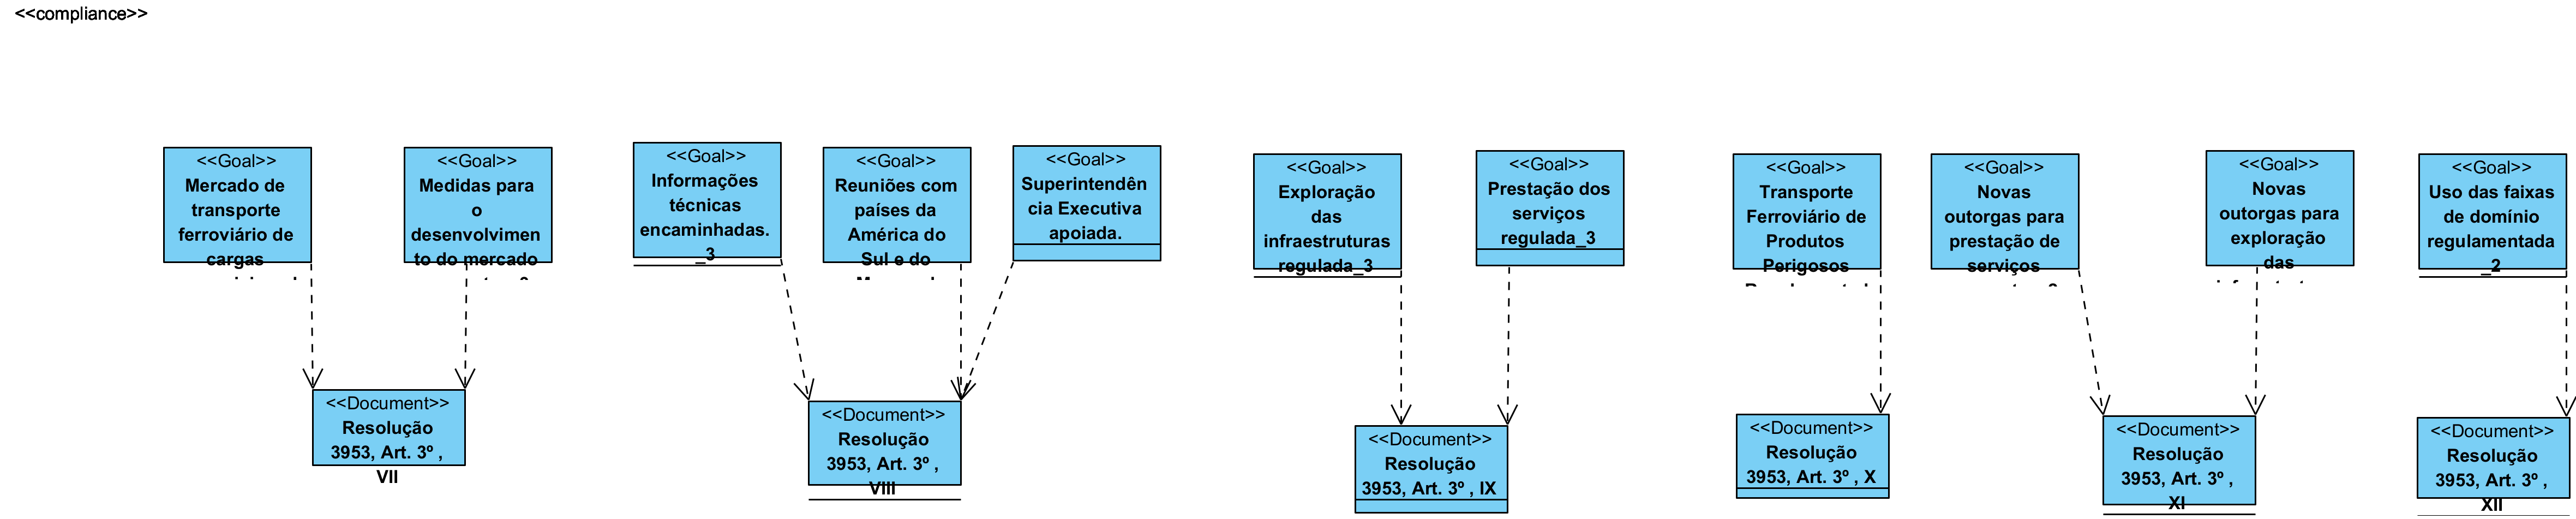 <<compliance>>
<<Goal>>
Mercado de
transporte
ferroviário de
cargas
<<Goal>>
Medidas para
o
desenvolvimen
to do mercado
<<Goal>>
Informações
técnicas
encaminhadas.
_3
<<Goal>>
Reuniões com
países da
América do
Sul e do
<<Goal>>
Superintendên
cia Executiva
apoiada.
<<Goal>>
Exploração
das
infraestruturas
regulada_3
<<Goal>>
Prestação dos
serviços
regulada_3
<<Goal>>
Transporte
Ferroviário de
Produtos
Perigosos
<<Goal>>
Novas
outorgas para
prestação de
serviços
<<Goal>>
Novas
outorgas para
exploração
das
<<Goal>>
Uso das faixas
de domínio
regulamentada
_2
<<Document>>
Resolução
3953, Art. 3º ,
VII
<<Document>>
Resolução
3953, Art. 3º ,
VIII
<<Document>>
Resolução
3953, Art. 3º , IX
<<Document>>
Resolução
3953, Art. 3º , X
<<Document>>
Resolução
3953, Art. 3º ,
XI
<<Document>>
Resolução
3953, Art. 3º ,
XII